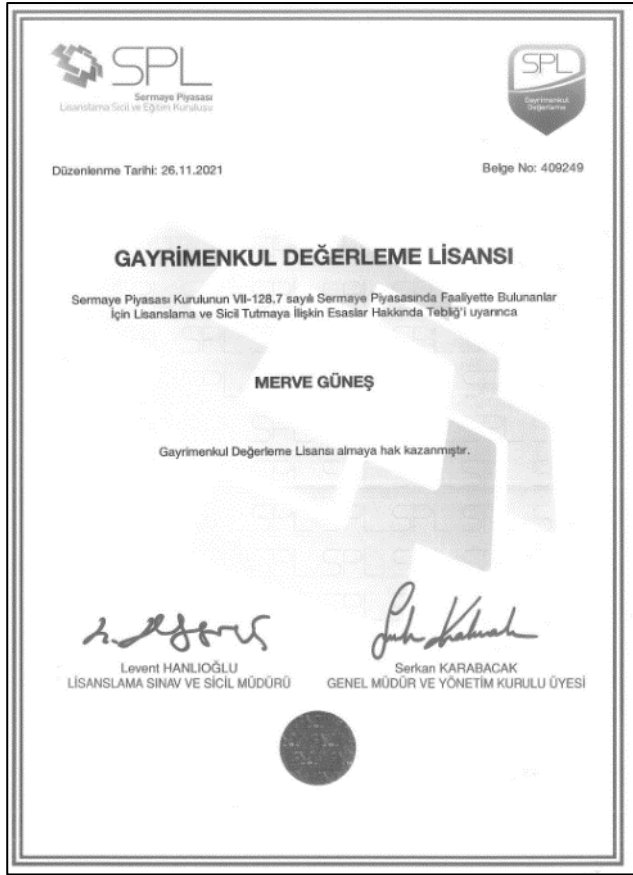 SPL
Sermaye Piyasası
Lisanslama Sicil ve Eğitim Kuruluşu
SPL
Gayrimenkul
Değerleme
Düzenlenme Tarihi: 26.11.2021
Belge No: 409249
GAYRİMENKUL DEĞERLEME LİSANSI
Sermaye Piyasası Kurulunun VII-128.7 sayılı Sermaye Piyasasında Faaliyette Bulunanlar
İçin Lisanslama ve Sicil Tutmaya İlişkin Esaslar Hakkında Tebliğ'i uyarınca
MERVE GÜNEŞ
Gayrimenkul Değerleme Lisansı almaya hak kazanmıştır.
Levent HANLIOĞLU
LİSANSLAMA SINAV VE SİCİL MÜDÜRÜ
Serkan KARABACAK
GENEL MÜDÜR VE YÖNETİM KURULU ÜYESİ